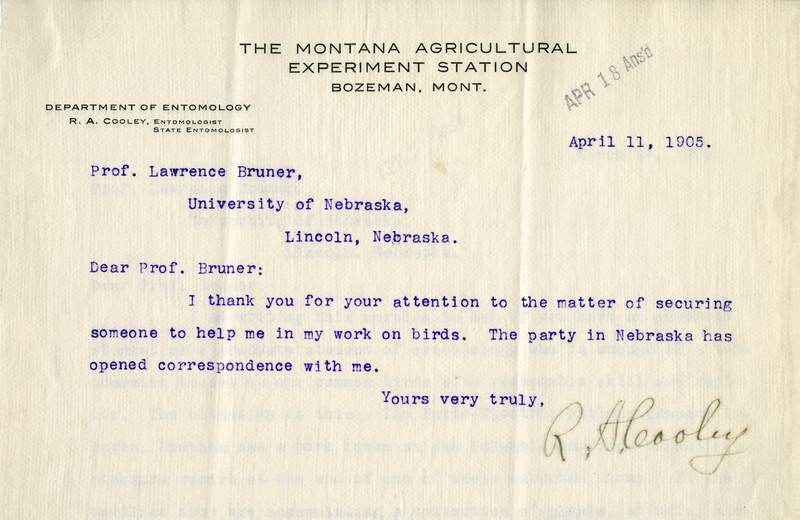 THE MONTANA AGRICULTURAL
EXPERIMENT STATION
BOZEMAN, MONT.
APR 18 Ans'd
DEPARTMENT OF ENTOMOLOGY
R. A. COOLEY, ENTOMOLOGIST
STATE ENTOMOLOGIST
April 11, 1905.
Prof. Lawrence Bruner,
University of Nebraska,
Lincoln, Nebraska.
Dear Prof. Bruner:
I thank you for your attention to the matter of securing
someone to help me in my work on birds. The party in Nebraska has
opened correspondence with me.
Yours very truly,
R. A. Cooley